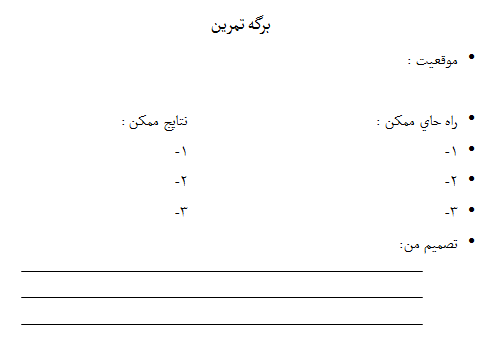 برگه تمرین
• موقعیت :
• راه حاي ممکن : نتایج ممکن :
• ۱- ۱-
• ۲- ۲-
• ۳- ۳-
• تصمیم من: